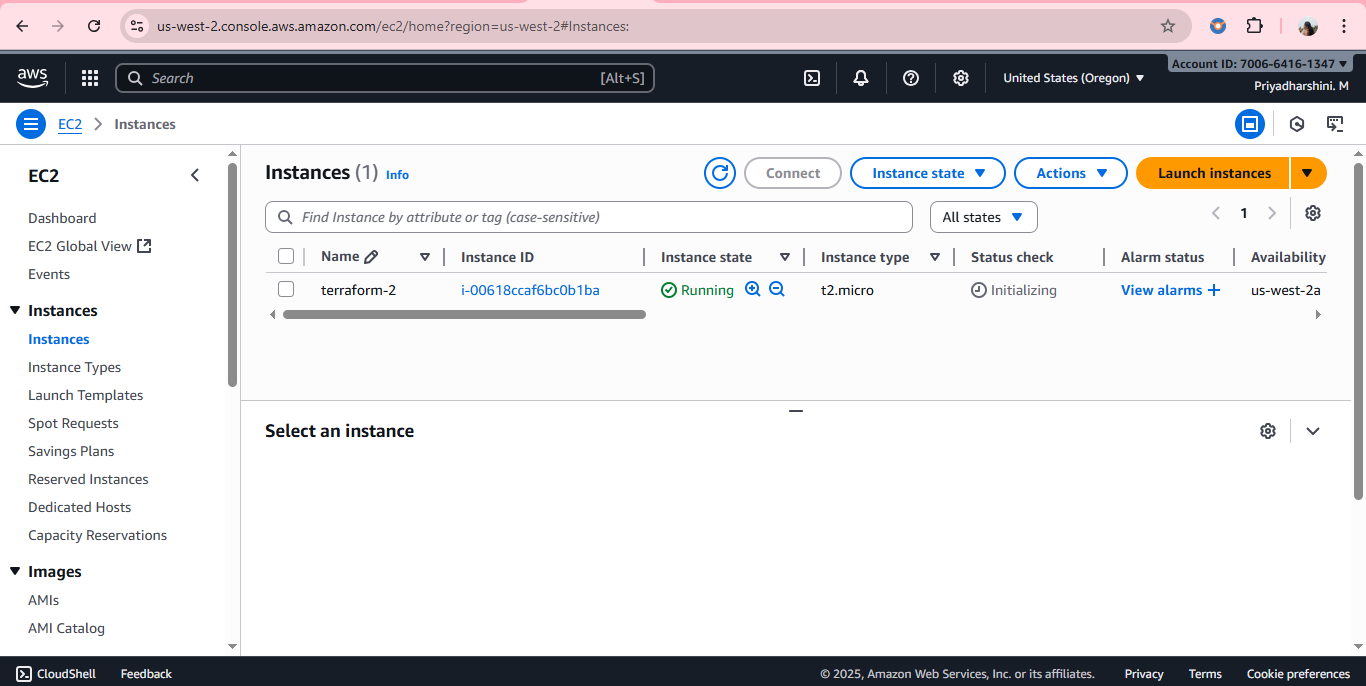 us-west-2.console.aws.amazon.com/ec2/home?region=us-west-2#Instances:
aws
Search
[Alt+S]
United States (Oregon)
Account ID: 7006-6416-1347
Priyadharshini. M
EC2
Instances
EC2
Dashboard
EC2 Global View
Events
Instances
Instances
Instance Types
Launch Templates
Spot Requests
Savings Plans
Reserved Instances
Dedicated Hosts
Capacity Reservations
Images
AMIs
AMI Catalog
Instances (1) Info
Connect
Instance state
Actions
Launch instances
Find Instance by attribute or tag (case-sensitive)
All states
1
Name Instance ID Instance state Instance type Status check Alarm status Availability
terraform-2 i-00618ccaf6bc0b1ba Running t2.micro Initializing View alarms + us-west-2a
Select an instance
CloudShell Feedback © 2025, Amazon Web Services, Inc. or its affiliates. Privacy Terms Cookie preferences